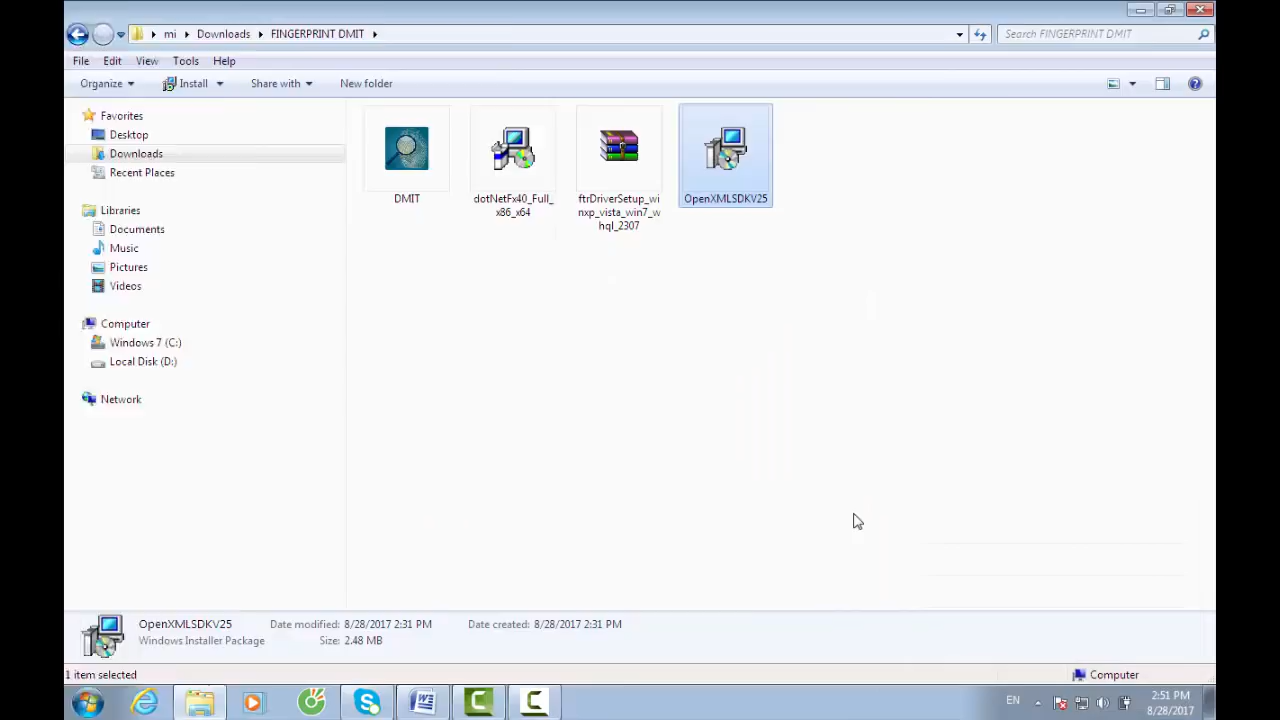 mi Downloads FINGERPRINT DMIT Search FINGERPRINT DMIT
File Edit View Tools Help
Organize Install Share with New folder
Favorites
Desktop
Downloads
Recent Places
Libraries
Documents
Music
Pictures
Videos
Computer
Windows 7 (C:)
Local Disk (D:)
Network
DMIT
dotNetFx40_Full_
x86_x64
ftrDriverSetup_wi
nxp_vista_win7_w
hql_2307
OpenXMLSDKV25
OpenXMLSDKV25 Date modified: 8/28/2017 2:31 PM Date created: 8/28/2017 2:31 PM
Windows Installer Package Size: 2.48 MB
1 item selected Computer
EN 2:51 PM
8/28/2017